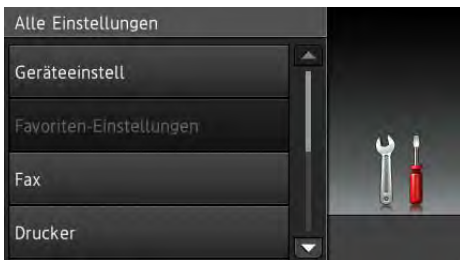 Alle Einstellungen
Geräteeinstell
Favoriten-Einstellungen
Fax
Drucker